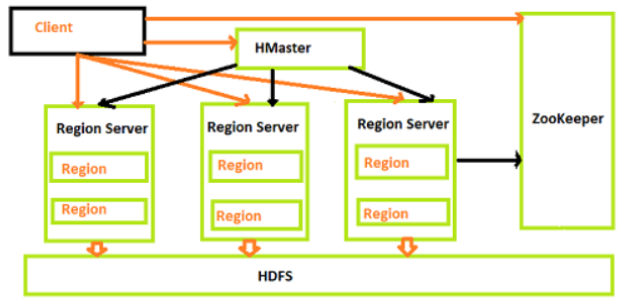 Client
HMaster
ZooKeeper
Region Server
Region Server
Region Server
Region
Region
Region
Region
Region
Region
HDFS